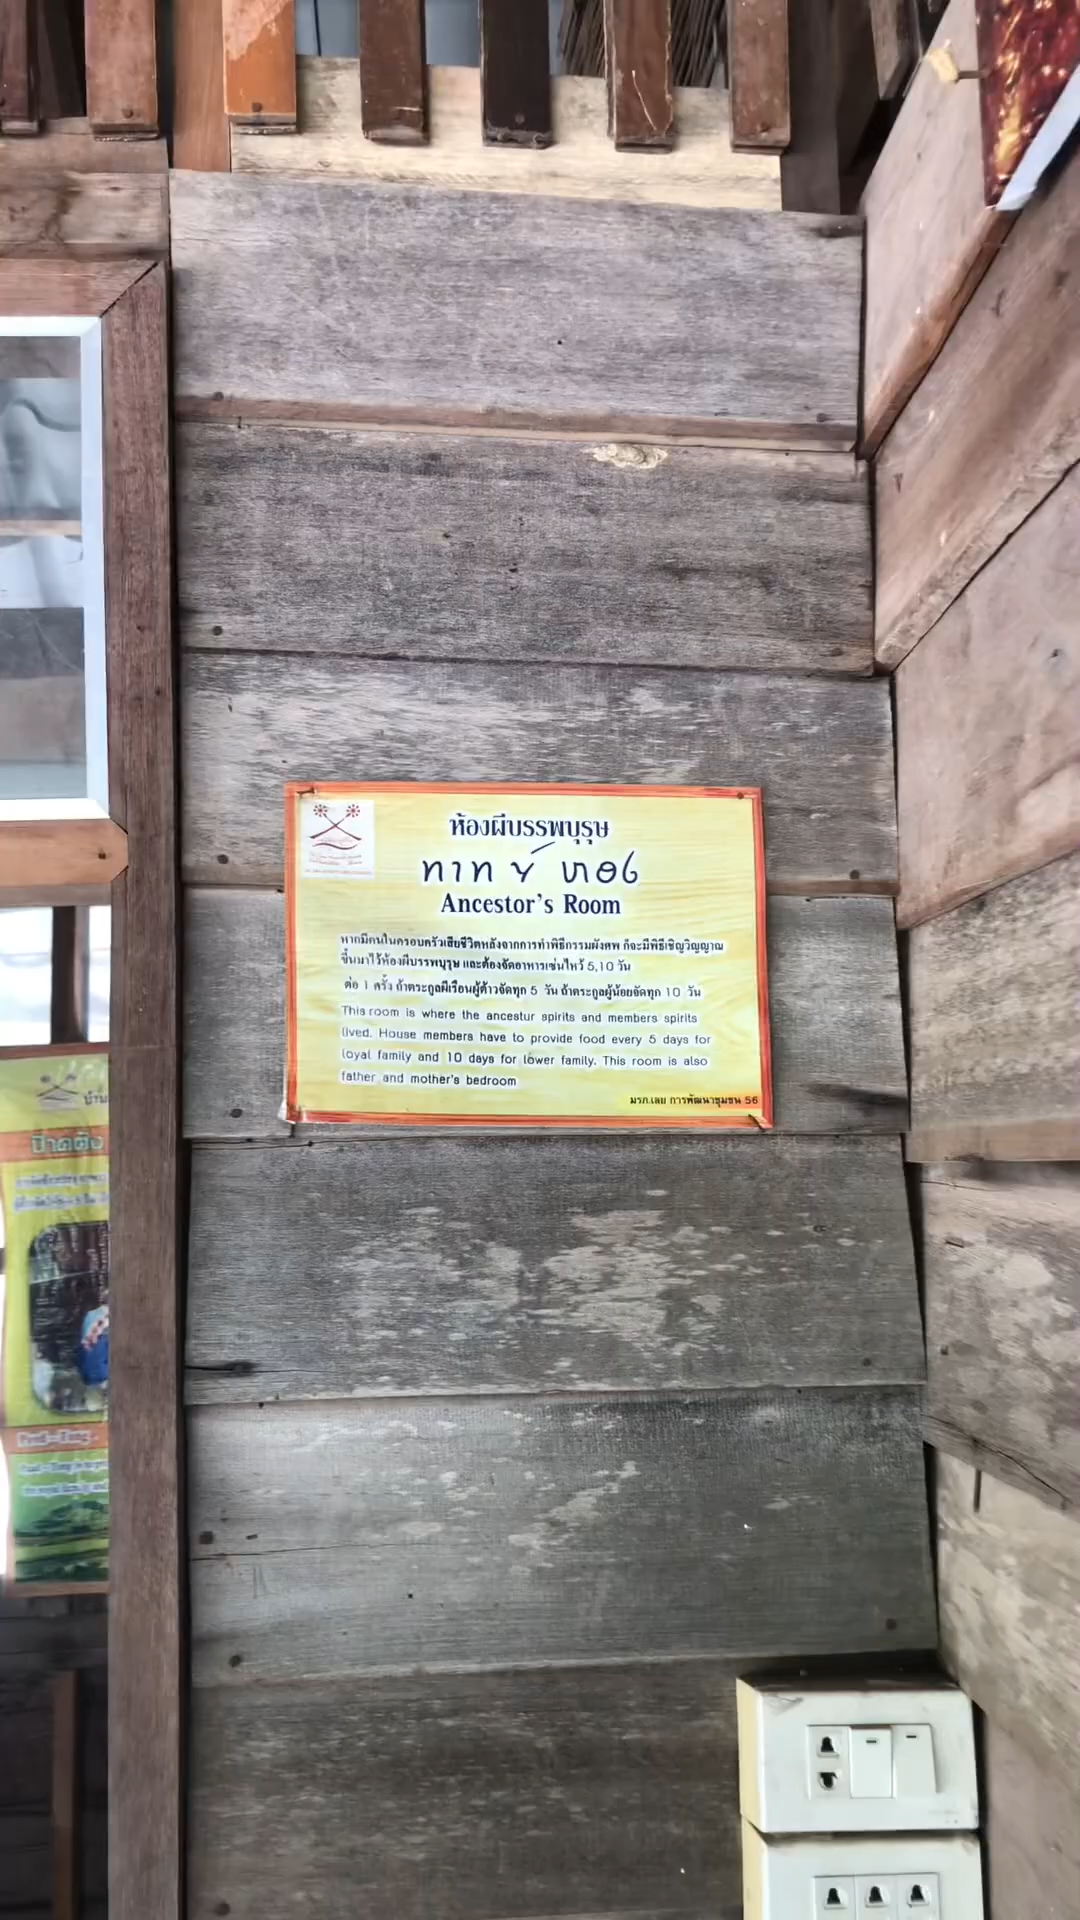 ห้องผีบรรพบุรุษ
Ancestor's Room
หากมีคนในครอบครัวเสียชีวิตหลังจากการทำพิธีกรรมฝังศพ ก็จะมีพิธีเชิญวิญญาณ
ขึ้นมาไว้ห้องผีบรรพบุรุษ และต้องจัดอาหารเซ่นไหว้ 5,10 วัน
ต่อ 1 ครั้ง ถ้าตระกูลผีเรือนผู้ต้าวจัดทุก 5 วัน ถ้าตระกูลผู้น้อยจัดทุก 10 วัน
This room is where the ancestur spirits and members spirits
lived. House members have to provide food every 5 days for
loyal family and 10 days for lower family. This room is also
father and mother's bedroom
มรภ.เลย การพัฒนาชุมชน 56